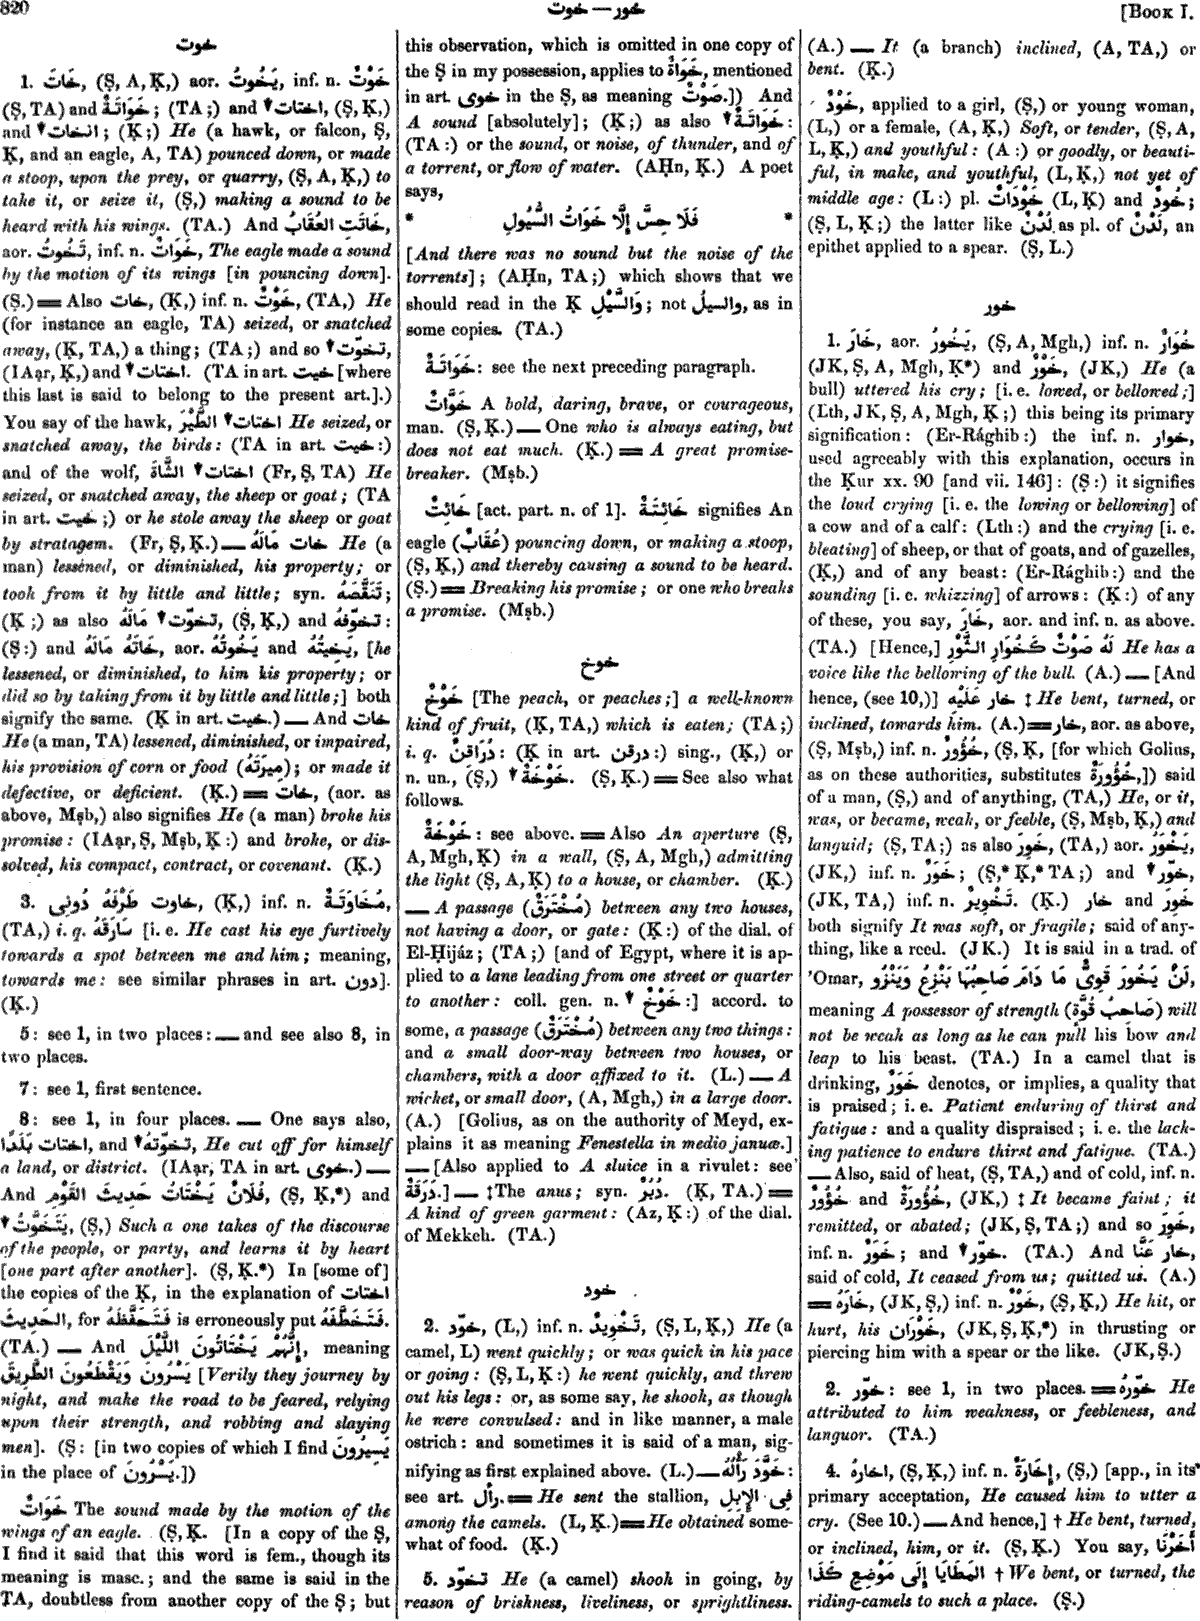 820
خوت — خور
[BOOK I.
خوت
1. خَاتَ, (Ṣ, A, Ḳ,) aor. يَخُوتُ, inf. n. خَوْتٌ
(Ṣ, TA) and خَوَاتَةٌ; (TA;) and ▼ اختات, (Ṣ, Ḳ,)
and ▼ انخات; (Ḳ;) He (a hawk, or falcon, Ṣ,
Ḳ, and an eagle, A, TA) pounced down, or made
a stoop, upon the prey, or quarry, (Ṣ, A, Ḳ,) to
take it, or seize it, (Ṣ,) making a sound to be
heard with his wings. (TA.) And خَاتَتِ العُقَابُ,
aor. تَخُوتُ, inf. n. خَوَاتٌ, The eagle made a sound
by the motion of its wings [in pouncing down].
(Ṣ.) ═ Also خات, (Ḳ,) inf. n. خَوْتٌ, (TA,) He
(for instance an eagle, TA) seized, or snatched
away, (Ḳ, TA,) a thing; (TA;) and so ▼ تخوّت,
(IAạr, Ḳ,) and ▼ اختات. (TA in art. خيت [where
this last is said to belong to the present art.].)
You say of the hawk, اختات ▼ الطَّيْرَ He seized, or
snatched away, the birds: (TA in art. خيت:)
and of the wolf, اختات ▼ الشَّاةَ (Fr, Ṣ, TA) He
seized, or snatched away, the sheep or goat; (TA
in art. خيت;) or he stole away the sheep or goat
by stratagem. (Fr, Ṣ, Ḳ.) — خات مَالَهُ He (a
man) lessened, or diminished, his property; or
took from it by little and little; syn. تَنَقَّصَهُ;
(Ḳ;) as also تخوّت ▼ مَالَهُ, (Ṣ, Ḳ,) and تخوّفه:
(Ṣ:) and خَاتَهُ مَالَهُ, aor. يَخُوتُهُ and يَخِيتُهُ, [he
lessened, or diminished, to him his property; or
did so by taking from it by little and little;] both
signify the same. (Ḳ in art. خيت.) — And خات
He (a man, TA) lessened, diminished, or impaired,
his provision of corn or food (مِيرَتَهُ); or made it
defective, or deficient. (Ḳ.) ═ خات, (aor. as
above, Mṣb,) also signifies He (a man) broke his
promise: (IAạr, Ṣ, Mṣb, Ḳ:) and broke, or dis-
solved, his compact, contract, or covenant. (Ḳ.)
3. خاوت طَرْفَهُ دُونِى, (Ḳ,) inf. n. مُخَاوَتَةٌ,
(TA,) i. q. سَارَقَهُ [i. e. He cast his eye furtively
towards a spot between me and him; meaning,
towards me: see similar phrases in art. دون].
(Ḳ.)
5: see 1, in two places: — and see also 8, in
two places.
7: see 1, first sentence.
8: see 1, in four places. — One says also,
اختات بَلَدًا, and ▼ تخوّته, He cut off for himself
a land, or district. (IAạr, TA in art. خوى.) —
And فُلَانٌ يَخْتَاتُ حَدِيثَ القَوْمِ, (Ṣ, Ḳ,*) and
▼ يَتَخَوَّتُ, (Ṣ,) Such a one takes of the discourse
of the people, or party, and learns it by heart
[one part after another]. (Ṣ, Ḳ.*) In [some of]
the copies of the Ḳ, in the explanation of اختات
الحَدِيثَ, for فَتَحَفَّظَهُ is erroneously put فَتَخَطَّفَهُ.
(TA.) — And إِنَّهُمْ يَخْتَاتُونَ اللَّيْلَ, meaning
يَسْرُونَ وَيَقْطَعُونَ الطَّرِيقَ [Verily they journey by
night, and make the road to be feared, relying
upon their strength, and robbing and slaying
men]. (Ṣ: [in two copies of which I find يَسِيرُونَ
in the place of يَسْرُونَ.])
خَوَاتٌ The sound made by the motion of the
wings of an eagle. (Ṣ, Ḳ. [In a copy of the Ṣ,
I find it said that this word is fem., though its
meaning is masc.; and the same is said in the
TA, doubtless from another copy of the Ṣ; but
this observation, which is omitted in one copy of
the Ṣ in my possession, applies to خَوَاةٌ, mentioned
in art. خوى in the Ṣ, as meaning صَوْتٌ.]) And
A sound [absolutely]; (Ḳ;) as also ▼ خَوَاتَةٌ:
(TA:) or the sound, or noise, of thunder, and of
a torrent, or flow of water. (AḤn, Ḳ.) A poet
says,
* فَلَا حِسَّ إِلَّا خَوَاتُ السُّيُولِ *
[And there was no sound but the noise of the
torrents]; (AḤn, TA;) which shows that we
should read in the Ḳ وَالسَّيْلِ; not والسيلُ, as in
some copies. (TA.)
خَوَاتَةٌ: see the next preceding paragraph.
خَوَّاتٌ A bold, daring, brave, or courageous,
man. (Ṣ, Ḳ.) — One who is always eating, but
does not eat much. (Ḳ.) ═ A great promise-
breaker. (Mṣb.)
خَائِتٌ [act. part. n. of 1]. خَائِتَةٌ signifies An
eagle (عُقَابٌ) pouncing down, or making a stoop,
(Ṣ, Ḳ,) and thereby causing a sound to be heard.
(Ṣ.) ═ Breaking his promise; or one who breaks
a promise. (Mṣb.)
خوخ
خَوْخٌ [The peach, or peaches;] a well-known
kind of fruit, (Ḳ, TA,) which is eaten; (TA;)
i. q. دُرَاقِنٌ: (Ḳ in art. درقن:) sing., (Ḳ,) or
n. un., (Ṣ,) ▼ خَوْخَةٌ. (Ṣ, Ḳ.) ═ See also what
follows.
خَوْخَةٌ: see above. ═ Also An aperture (Ṣ,
A, Mgh, Ḳ) in a wall, (Ṣ, A, Mgh,) admitting
the light (Ṣ, A, Ḳ) to a house, or chamber. (Ḳ.)
— A passage (مُخْتَرَقٌ) between any two houses,
not having a door, or gate: (Ḳ:) of the dial. of
El-Ḥijáz; (TA;) [and of Egypt, where it is ap-
plied to a lane leading from one street or quarter
to another: coll. gen. n. ▼ خَوْخٌ:] accord. to
some, a passage (مُخْتَرَقٌ) between any two things:
and a small door-way between two houses, or
chambers, with a door affixed to it. (L.) — A
wicket, or small door, (A, Mgh,) in a large door.
(A.) [Golius, as on the authority of Meyd, ex-
plains it as meaning Fenestella in medio januæ.]
— [Also applied to A sluice in a rivulet: see
دَرَقَةٌ.] — ‡ The anus; syn. دُبُرٌ. (Ḳ, TA.) ═
A kind of green garment: (Az, Ḳ:) of the dial.
of Mekkeh. (TA.)
خود
2. خوّد, (L,) inf. n. تَخْوِيدٌ, (Ṣ, L, Ḳ,) He (a
camel, L) went quickly; or was quick in his pace
or going: (Ṣ, L, Ḳ:) he went quickly, and threw
out his legs: or, as some say, he shook, as though
he were convulsed: and in like manner, a male
ostrich: and sometimes it is said of a man, sig-
nifying as first explained above. (L.) — خَوَّدَ رَأْلُهُ:
see art. رأل. ═ He sent the stallion, فِى الإِبِلِ
among the camels. (L, Ḳ.) ═ He obtained some-
what of food. (Ḳ.)
5. تخوّد He (a camel) shook in going, by
reason of briskness, liveliness, or sprightliness.
(A.) — It (a branch) inclined, (A, TA,) or
bent. (Ḳ.)
خَوْدٌ, applied to a girl, (Ṣ,) or young woman,
(L,) or a female, (A, Ḳ,) Soft, or tender, (Ṣ, A,
L, Ḳ,) and youthful: (A:) or goodly, or beauti-
ful, in make, and youthful, (L, Ḳ,) not yet of
middle age: (L:) pl. خَوْدَاتٌ (L, Ḳ) and خُودٌ;
(Ṣ, L, Ḳ;) the latter like لُدْنٌ as pl. of لَدْنٌ, an
epithet applied to a spear. (Ṣ, L.)
خور
1. خَارَ, aor. يَخُورُ, (Ṣ, A, Mgh,) inf. n. خُوَارٌ
(JK, Ṣ, A, Mgh, Ḳ*) and خَوْرٌ, (JK,) He (a
bull) uttered his cry; [i. e. lowed, or bellowed;]
(Lth, JK, Ṣ, A, Mgh, Ḳ;) this being its primary
signification: (Er-Rághib:) the inf. n. خوار,
used agreeably with this explanation, occurs in
the Ḳur xx. 90 [and vii. 146]: (Ṣ:) it signifies
the loud crying [i. e. the lowing or bellowing] of
a cow and of a calf: (Lth:) and the crying [i. e.
bleating] of sheep, or that of goats, and of gazelles,
(Ḳ,) and of any beast: (Er-Rághib:) and the
sounding [i. e. whizzing] of arrows: (Ḳ:) of any
of these, you say, خَارَ, aor. and inf. n. as above.
(TA.) [Hence,] لَهُ صَوْتٌ كَخُوَارِ الثَّوْرِ He has a
voice like the bellowing of the bull. (A.) — [And
hence, (see 10,)] خار عَلَيْهِ ‡ He bent, turned, or
inclined, towards him. (A.) ═ خار, aor. as above,
(Ṣ, Mṣb,) inf. n. خُؤُورٌ, (Ṣ, Ḳ, [for which Golius,
as on these authorities, substitutes خُؤُورَةٌ,]) said
of a man, (Ṣ,) and of anything, (TA,) He, or it,
was, or became, weak, or feeble, (Ṣ, Mṣb, Ḳ,) and
languid; (Ṣ, TA;) as also خَوِرَ, (TA,) aor. يَخْوَرُ,
(JK,) inf. n. خَوَرٌ; (Ṣ,* Ḳ,* TA;) and ▼ خوّر,
(JK, TA,) inf. n. تَخْوِيرٌ. (Ḳ.) خار and خَوِرَ
both signify It was soft, or fragile; said of any-
thing, like a reed. (JK.) It is said in a trad. of
’Omar, لَنْ يَخُورَ قَوِىٌّ مَا دَامَ صَاحِبُهَا يَنْزِعُ وَيَنْزُو,
meaning A possessor of strength (صَاحِبُ قُوَّةٍ) will
not be weak as long as he can pull his bow and
leap to his beast. (TA.) In a camel that is
drinking, خَوَرٌ denotes, or implies, a quality that
is praised; i. e. Patient enduring of thirst and
fatigue: and a quality dispraised; i. e. the lack-
ing patience to endure thirst and fatigue. (TA.)
— Also, said of heat, (Ṣ, TA,) and of cold, inf. n.
خُؤُورٌ and خُؤُورَةٌ, (JK,) ‡ It became faint; it
remitted, or abated; (JK, Ṣ, TA;) and so خَوِرَ,
inf. n. خَوَرٌ; and ▼ خوّر. (TA.) And خار عَنَّا,
said of cold, It ceased from us; quitted us. (A.)
═ خَارَهُ, (JK, Ṣ,) inf. n. خَوْرٌ, (Ṣ, Ḳ,) He hit, or
hurt, his خَوْرَان, (JK, Ṣ, Ḳ,*) in thrusting or
piercing him with a spear or the like. (JK, Ṣ.)
2. خوّر: see 1, in two places. ═ خوّرهُ He
attributed to him weakness, or feebleness, and
languor. (TA.)
4. اخارهُ, (Ṣ, Ḳ,) inf. n. إِخَارَةٌ, (Ṣ,) [app., in its
primary acceptation, He caused him to utter a
cry. (See 10.) — And hence,] † He bent, turned,
or inclined, him, or it. (Ṣ, Ḳ.) You say, أَخَرْنَا
المَطَايَا إِلَى مَوْضِعِ كَذَا † We bent, or turned, the
riding-camels to such a place. (Ṣ.)